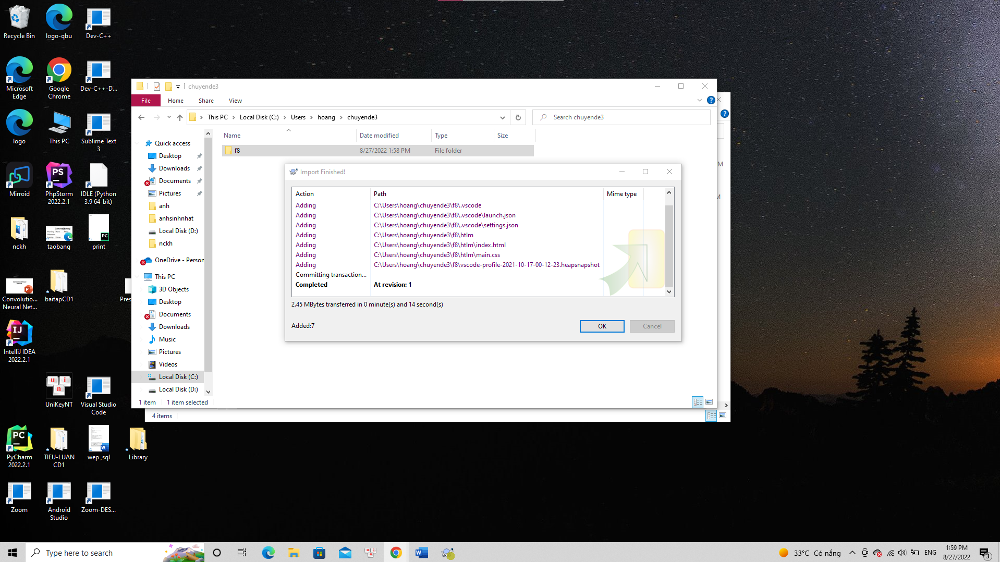 Recycle Bin
logo-qbu
Dev-C++
Microsoft Edge
Google Chrome
Dev-C++-D...
logo
This PC
Sublime Text 3
Mirroid
PhpStorm 2022.2.1
IDLE (Python 3.9 64-bit)
nckh
taobang
print
Convolutio... Neural Net...
baitapCD1
Pres
IntelliJ IDEA 2022.2.1
UniKeyNT
Visual Studio Code
PyCharm 2022.2.1
TIEU-LUAN CD1
wep ,sql
Library
Zoom
Android Studio
Zoom-DES...
chuyende3
File Home Share View
This PC Local Disk (C:) Users hoang chuyende3
Search chuyende3
Name Date modified Type Size
f8 8/27/2022 1:58 PM File folder
Quick access
Desktop
Downloads
Documents
Pictures
anh
anhsinhnhat
Local Disk (D:)
nckh
OneDrive - Person
This PC
3D Objects
Desktop
Documents
Downloads
Music
Pictures
Videos
Local Disk (C:)
Local Disk (D:)
1 item 1 item selected
4 items
Import Finished!
Action Path Mime type
Adding C:\Users\hoang\chuyende3\f8\.vscode
Adding C:\Users\hoang\chuyende3\f8\.vscode\launch.json
Adding C:\Users\hoang\chuyende3\f8\.vscode\settings.json
Adding C:\Users\hoang\chuyende3\f8\htlm
Adding C:\Users\hoang\chuyende3\f8\htlm\index.html
Adding C:\Users\hoang\chuyende3\f8\htlm\main.css
Adding C:\Users\hoang\chuyende3\f8\vscode-profile-2021-10-17-00-12-23.heapsnapshot
Committing transaction...
Completed At revision: 1
2.45 MBytes transferred in 0 minute(s) and 14 second(s)
Added:7
OK Cancel
M
M
Type here to search
33°C Có nắng
ENG
1:59 PM
8/27/2022
3